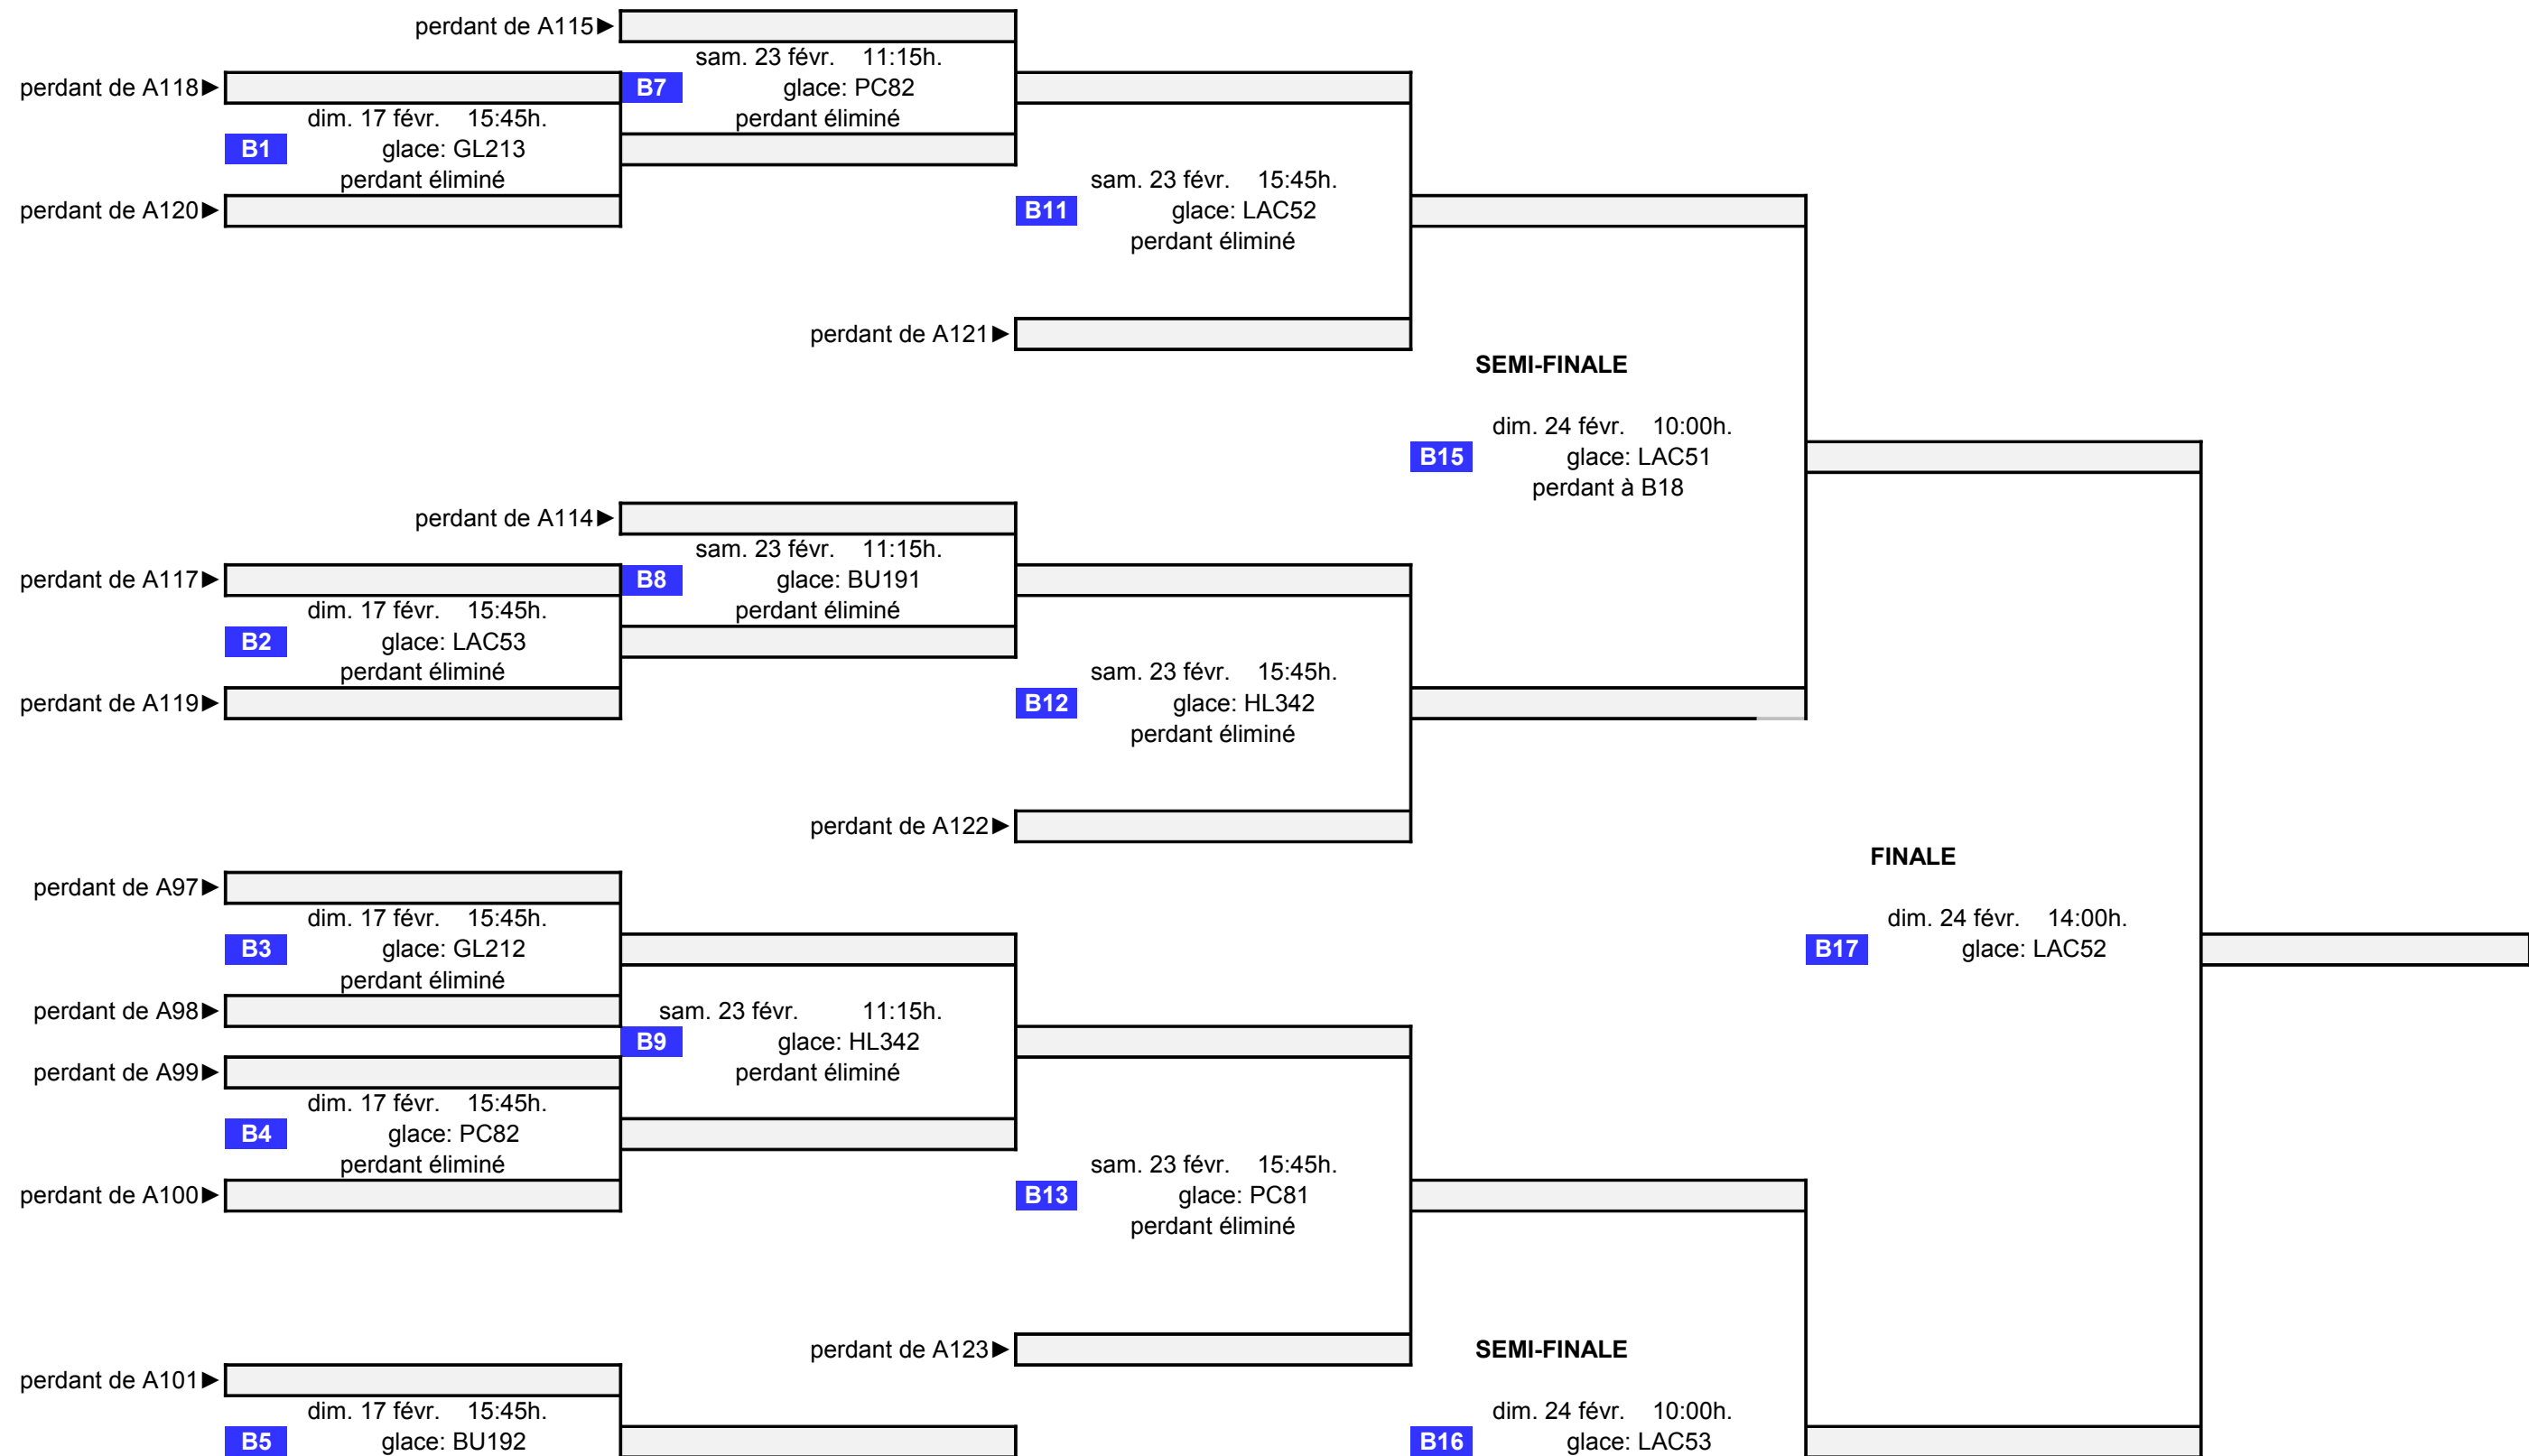 perdant de A115►
sam. 23 févr. 11:15h.
perdant de A118►
B7 glace: PC82
dim. 17 févr. 15:45h.
perdant éliminé
B1 glace: GL213
perdant éliminé
sam. 23 févr. 15:45h.
perdant de A120►
B11 glace: LAC52
perdant éliminé
perdant de A121►
SEMI-FINALE
dim. 24 févr. 10:00h.
B15 glace: LAC51
perdant à B18
perdant de A114►
sam. 23 févr. 11:15h.
perdant de A117►
B8 glace: BU191
dim. 17 févr. 15:45h.
perdant éliminé
B2 glace: LAC53
perdant éliminé
sam. 23 févr. 15:45h.
perdant de A119►
B12 glace: HL342
perdant éliminé
perdant de A122►
FINALE
perdant de A97►
dim. 17 févr. 15:45h.
dim. 24 févr. 14:00h.
B3 glace: GL212
B17 glace: LAC52
perdant éliminé
perdant de A98►
sam. 23 févr. 11:15h.
B9 glace: HL342
perdant de A99►
perdant éliminé
dim. 17 févr. 15:45h.
B4 glace: PC82
perdant éliminé
sam. 23 févr. 15:45h.
perdant de A100►
B13 glace: PC81
perdant éliminé
perdant de A123►
SEMI-FINALE
perdant de A101►
dim. 17 févr. 15:45h.
dim. 24 févr. 10:00h.
B5 glace: BU192
B16 glace: LAC53